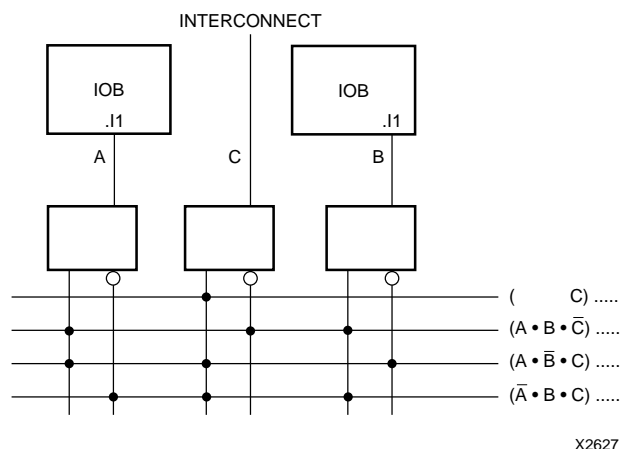 INTERCONNECT
IOB
.I1
IOB
.I1
A
C
B
( C) .....
(A • B • C̅) .....
(A • B̅ • C) .....
(A̅ • B • C) .....
X2627